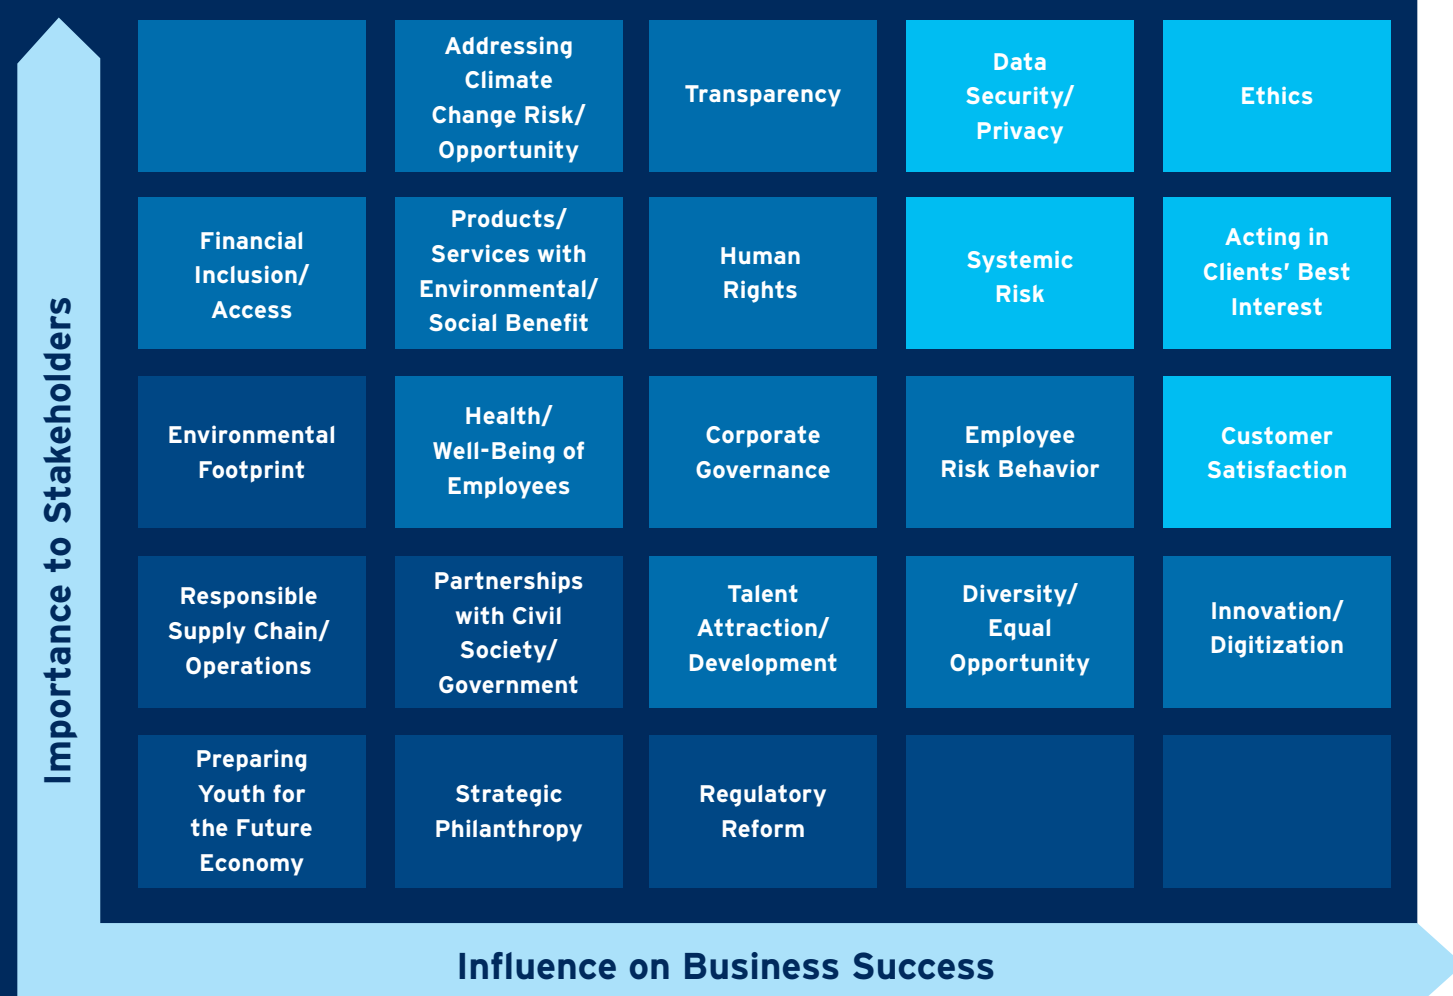 Addressing
Climate
Change Risk/
Opportunity
Transparency
Data
Security/
Privacy
Ethics
Financial
Inclusion/
Access
Products/
Services with
Environmental/
Social Benefit
Human
Rights
Systemic
Risk
Acting in
Clients’ Best
Interest
Environmental
Footprint
Health/
Well-Being of
Employees
Corporate
Governance
Employee
Risk Behavior
Customer
Satisfaction
Responsible
Supply Chain/
Operations
Partnerships
with Civil
Society/
Government
Talent
Attraction/
Development
Diversity/
Equal
Opportunity
Innovation/
Digitization
Preparing
Youth for
the Future
Economy
Strategic
Philanthropy
Regulatory
Reform
Importance to Stakeholders
Influence on Business Success